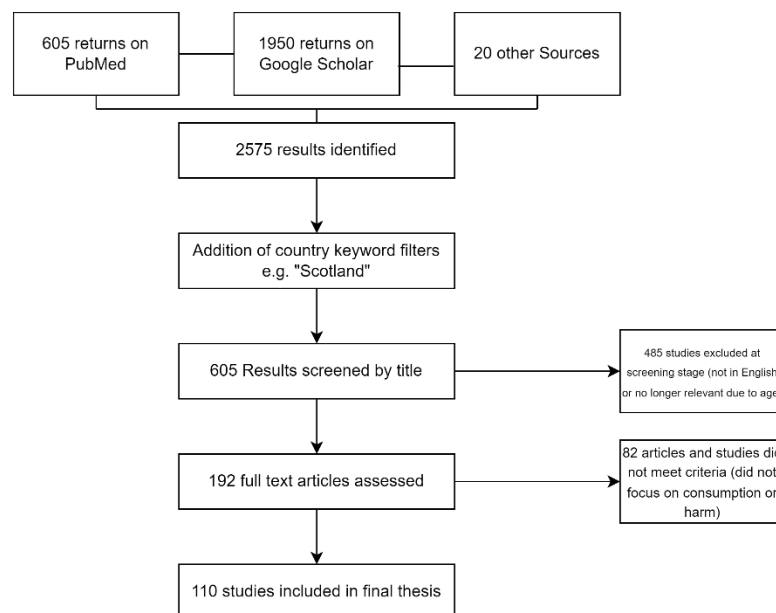 605 returns on
PubMed
1950 returns on
Google Scholar
20 other Sources
2575 results identified
Addition of country keyword filters
e.g. "Scotland"
605 Results screened by title
485 studies excluded at
screening stage (not in English
or no longer relevant due to age
192 full text articles assessed
82 articles and studies did
not meet criteria (did not
focus on consumption or
harm)
110 studies included in final thesis